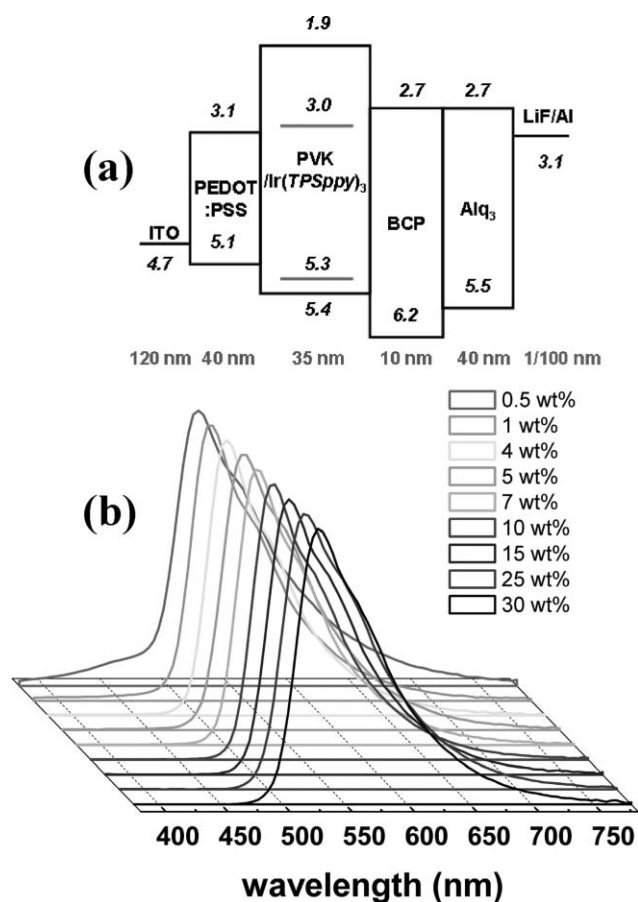 (a)
1.9
3.1 3.0 2.7 2.7 LiF/Al
PEDOT :PSS
PVK /Ir(TPSppy)₃
BCP
Alq₃
3.1
ITO
4.7
5.1 5.3 5.4 6.2 5.5
120 nm 40 nm 35 nm 10 nm 40 nm 1/100 nm
(b)
0.5 wt%
1 wt%
4 wt%
5 wt%
7 wt%
10 wt%
15 wt%
25 wt%
30 wt%
400 450 500 550 600 650 700 750
wavelength (nm)